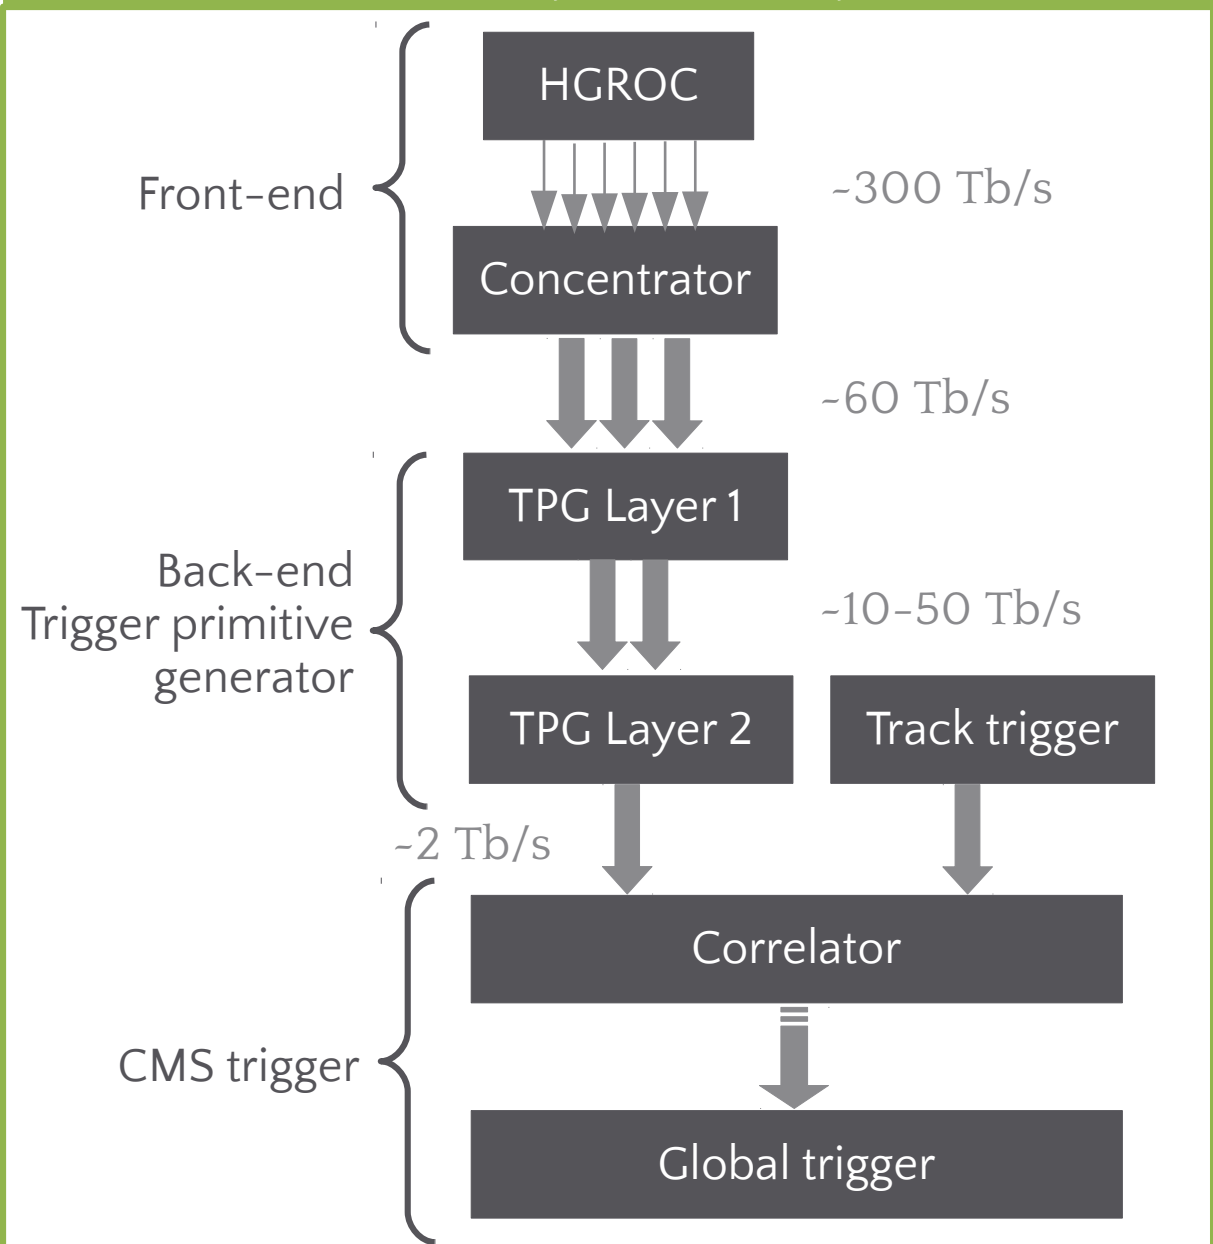 HGROC
Front-end
~300 Tb/s
Concentrator
~60 Tb/s
TPG Layer 1
Back-end
Trigger primitive
generator
~10-50 Tb/s
TPG Layer 2
Track trigger
~2 Tb/s
Correlator
CMS trigger
Global trigger